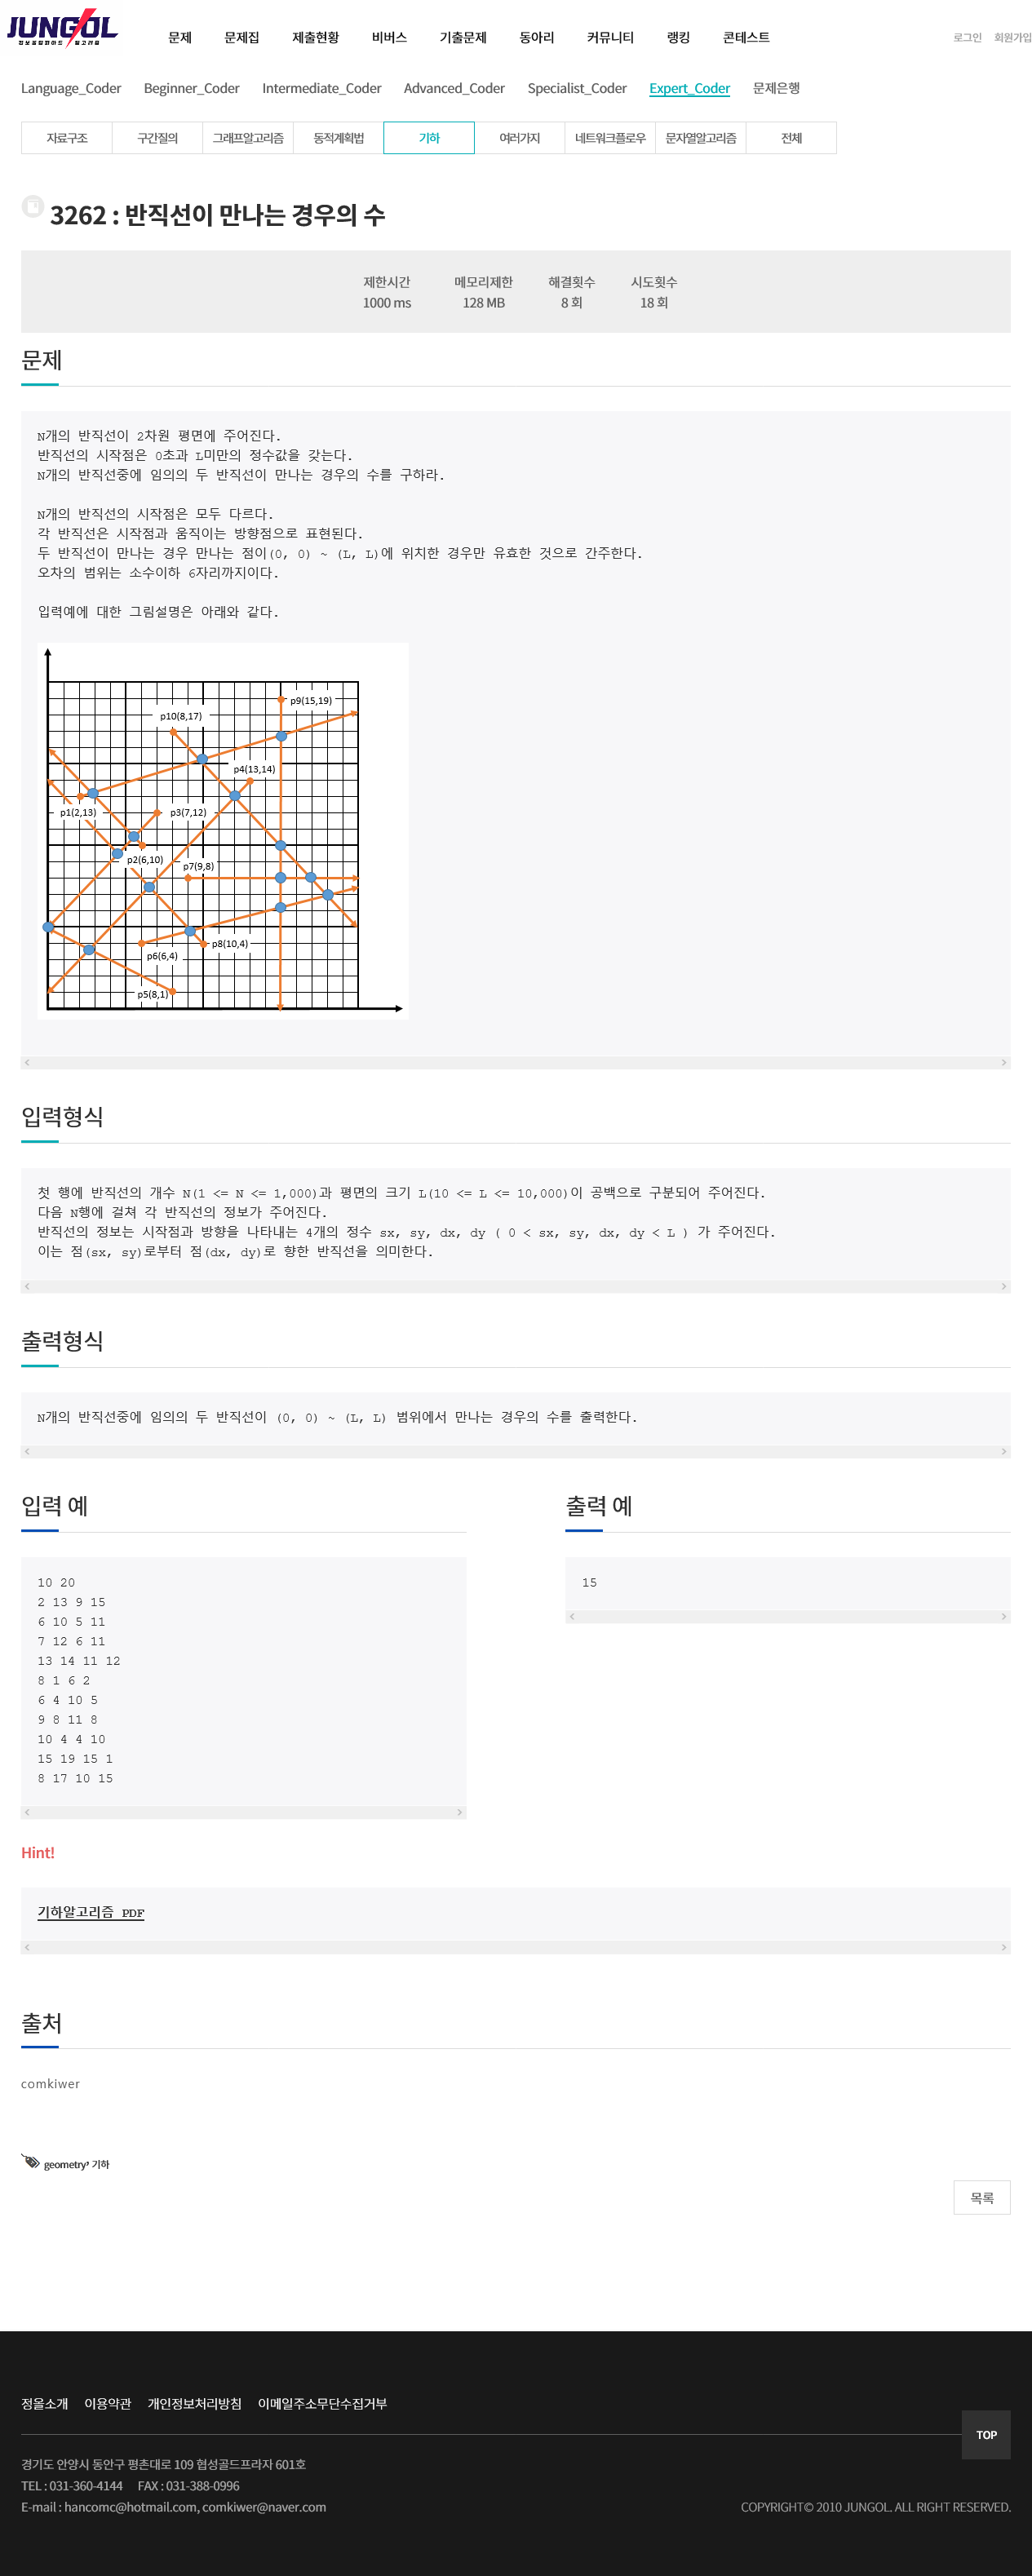 JUNGOL
정보올림피아드 알고리즘
문제 문제집 제출현황 비버스 기출문제 동아리 커뮤니티 랭킹 콘테스트
로그인 회원가입
Language_Coder Beginner_Coder Intermediate_Coder Advanced_Coder Specialist_Coder Expert_Coder 문제은행
자료구조 구간질의 그래프알고리즘 동적계획법 기하 여러가지 네트워크플로우 문자열알고리즘 전체
3262 : 반직선이 만나는 경우의 수
제한시간 메모리제한 해결횟수 시도횟수
1000 ms 128 MB 8 회 18 회
문제
N개의 반직선이 2차원 평면에 주어진다.
반직선의 시작점은 0초과 L미만의 정수값을 갖는다.
N개의 반직선중에 임의의 두 반직선이 만나는 경우의 수를 구하라.
N개의 반직선의 시작점은 모두 다르다.
각 반직선은 시작점과 움직이는 방향점으로 표현된다.
두 반직선이 만나는 경우 만나는 점이(0, 0) ~ (L, L)에 위치한 경우만 유효한 것으로 간주한다.
오차의 범위는 소수이하 6자리까지이다.
입력예에 대한 그림설명은 아래와 같다.
p9(15,19)
p10(8,17)
p4(13,14)
p1(2,13)
p3(7,12)
p2(6,10)
p7(9,8)
p8(10,4)
p6(6,4)
p5(8,1)
입력형식
첫 행에 반직선의 개수 N(1 <= N <= 1,000)과 평면의 크기 L(10 <= L <= 10,000)이 공백으로 구분되어 주어진다.
다음 N행에 걸쳐 각 반직선의 정보가 주어진다.
반직선의 정보는 시작점과 방향을 나타내는 4개의 정수 sx, sy, dx, dy ( 0 < sx, sy, dx, dy < L ) 가 주어진다.
이는 점(sx, sy)로부터 점(dx, dy)로 향한 반직선을 의미한다.
출력형식
N개의 반직선중에 임의의 두 반직선이 (0, 0) ~ (L, L) 범위에서 만나는 경우의 수를 출력한다.
입력 예
10 20
2 13 9 15
6 10 5 11
7 12 6 11
13 14 11 12
8 1 6 2
6 4 10 5
9 8 11 8
10 4 4 10
15 19 15 1
8 17 10 15
출력 예
15
Hint!
기하알고리즘 PDF
출처
comkiwer
geometry, 기하
목록
정올소개 이용약관 개인정보처리방침 이메일주소무단수집거부
TOP
경기도 안양시 동안구 평촌대로 109 협성골드프라자 601호
TEL : 031-360-4144 FAX : 031-388-0996
E-mail : hancomc@hotmail.com, comkiwer@naver.com
COPYRIGHT© 2010 JUNGOL. ALL RIGHT RESERVED.